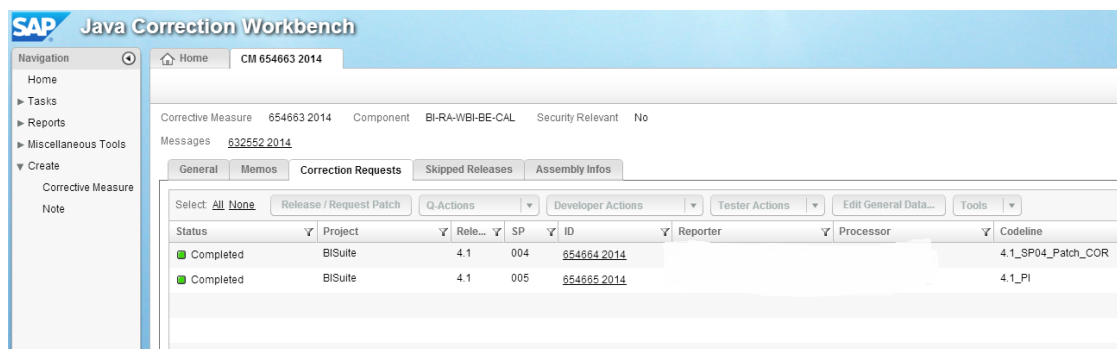 SAP Java Correction Workbench
Navigation
Home CM 654663 2014
Home
Tasks
Reports
Miscellaneous Tools
Create
Corrective Measure
Note
Corrective Measure 654663 2014 Component BI-RA-WBI-BE-CAL Security Relevant No
Messages 632552 2014
General Memos Correction Requests Skipped Releases Assembly Infos
Select: All None Release / Request Patch Q-Actions Developer Actions Tester Actions Edit General Data... Tools
Status Project Rele... SP ID Reporter Processor Codeline
Completed BISuite 4.1 004 654664 2014 4.1_SP04_Patch_COR
Completed BISuite 4.1 005 654665 2014 4.1_PI